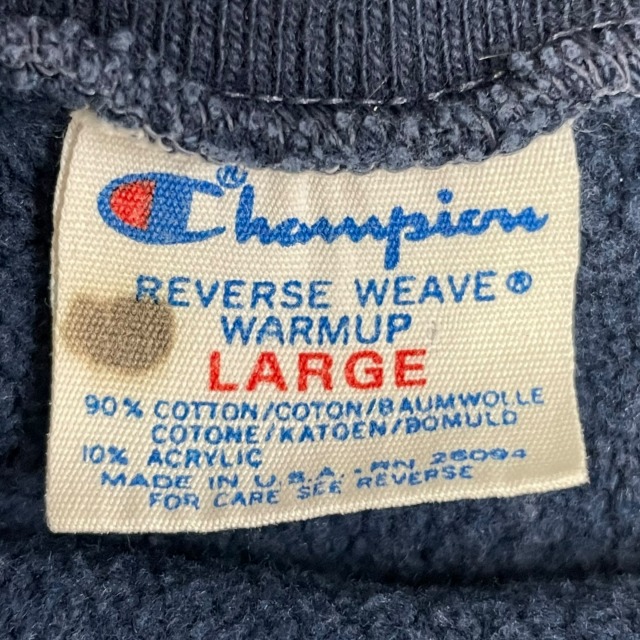 Champion®
REVERSE WEAVE®
WARMUP
LARGE
90% COTTON/COTON/BAUMWOLLE
COTONE/KATOEN/BOMULD
10% ACRYLIC
MADE IN U.S.A. - RN 26094
FOR CARE SEE REVERSE